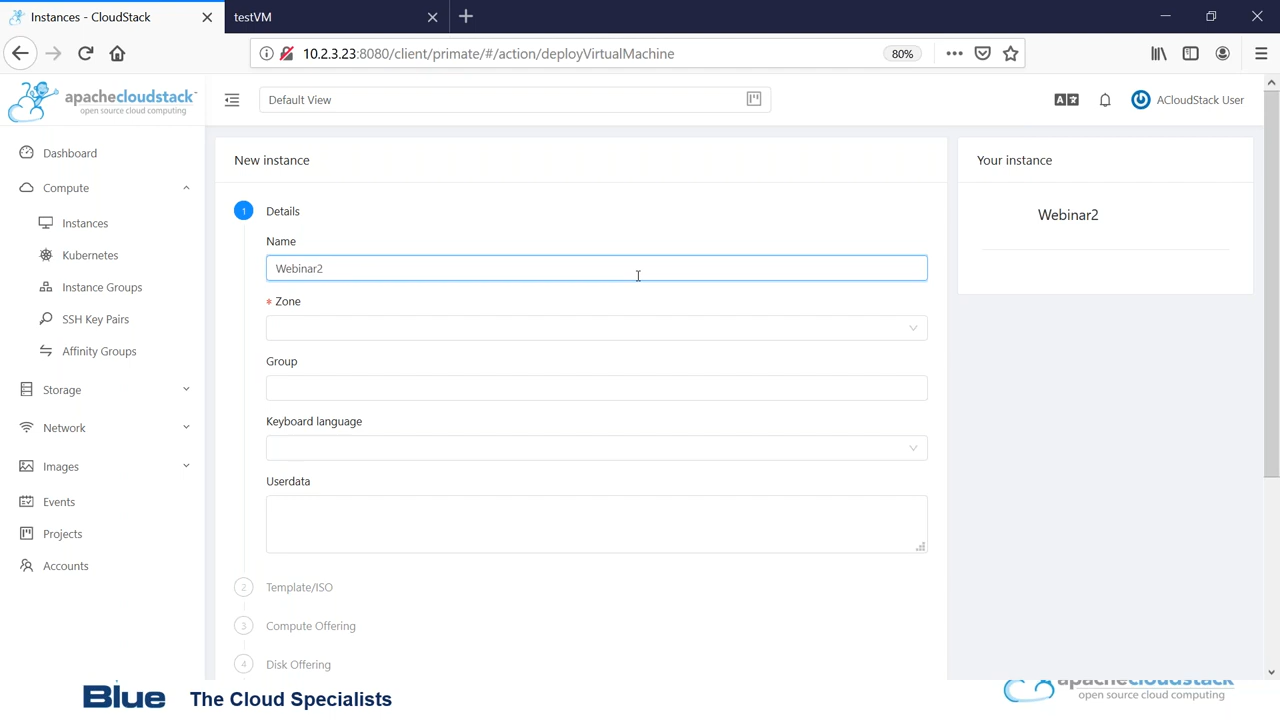 Instances - CloudStack
testVM
10.2.3.23:8080/client/primate/#/action/deployVirtualMachine
80%
apachecloudstack™
open source cloud computing
Default View
ACloudStack User
Dashboard
Compute
Instances
Kubernetes
Instance Groups
SSH Key Pairs
Affinity Groups
Storage
Network
Images
Events
Projects
Accounts
New instance
1 Details
Name
Webinar2
* Zone
Group
Keyboard language
Userdata
2 Template/ISO
3 Compute Offering
4 Disk Offering
Your instance
Webinar2
Blue The Cloud Specialists
apachecloudstack
open source cloud computing